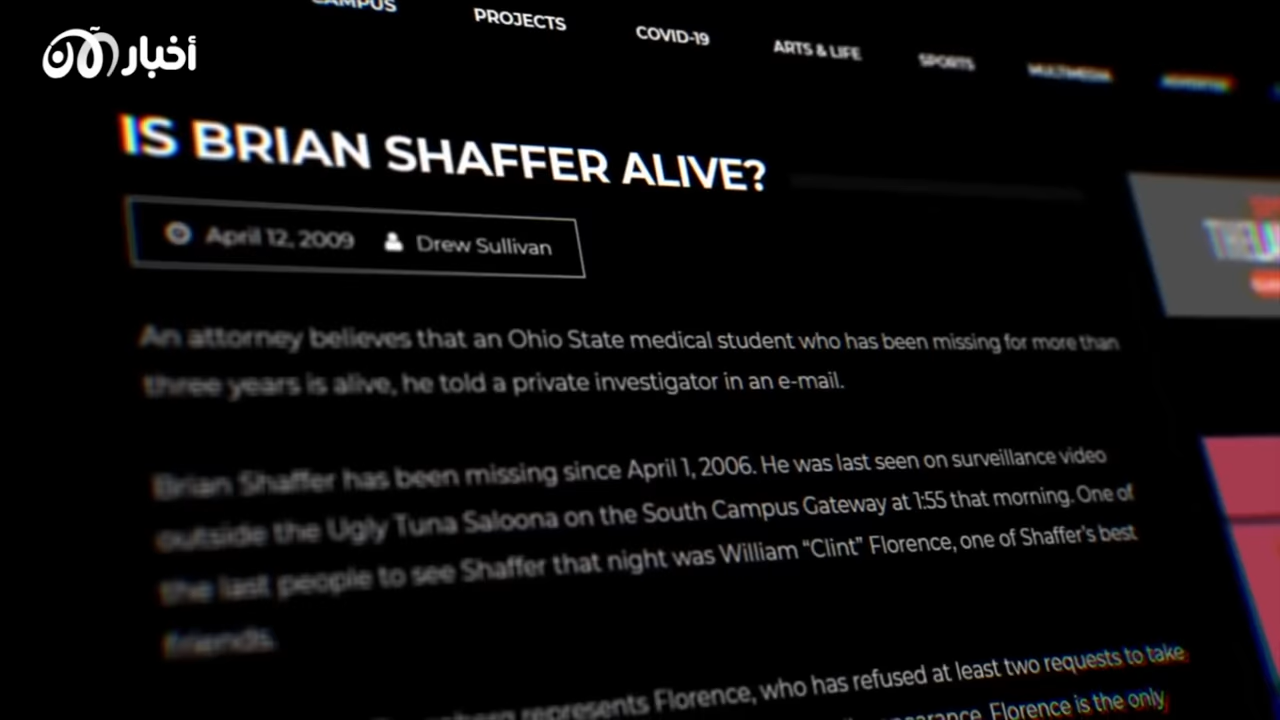 أخبار الآن
CAMPUS PROJECTS COVID-19 ARTS & LIFE SPORTS MULTIMEDIA ADVERTISE
IS BRIAN SHAFFER ALIVE?
April 12, 2009 Drew Sullivan
An attorney believes that an Ohio State medical student who has been missing for more than
three years is alive, he told a private investigator in an e-mail.
Brian Shaffer has been missing since April 1, 2006. He was last seen on surveillance video
outside the Ugly Tuna Saloona on the South Campus Gateway at 1:55 that morning. One of
the last people to see Shaffer that night was William “Clint” Florence, one of Shaffer’s best
friends.
represents Florence, who has refused at least two requests to take
Florence is the only